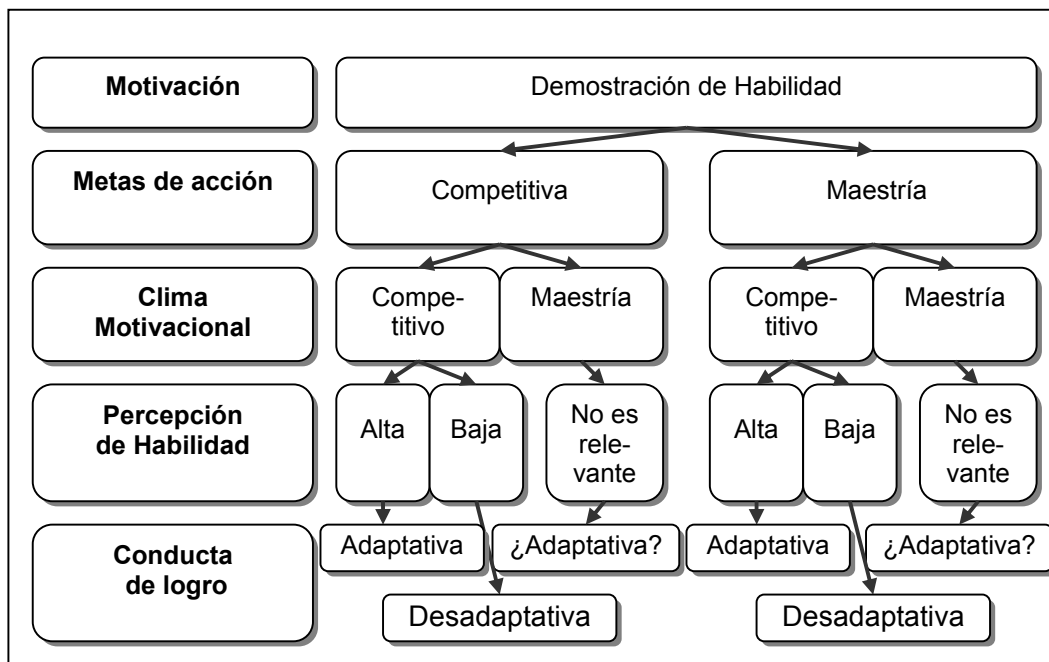 Motivación
Demostración de Habilidad
Metas de acción
Competitiva
Maestría
Clima
Motivacional
Compe-
titivo
Maestría
Compe-
titivo
Maestría
Percepción
de Habilidad
Alta
Baja
No es
rele-
vante
Alta
Baja
No es
rele-
vante
Conducta
de logro
Adaptativa
¿Adaptativa?
Adaptativa
¿Adaptativa?
Desadaptativa
Desadaptativa